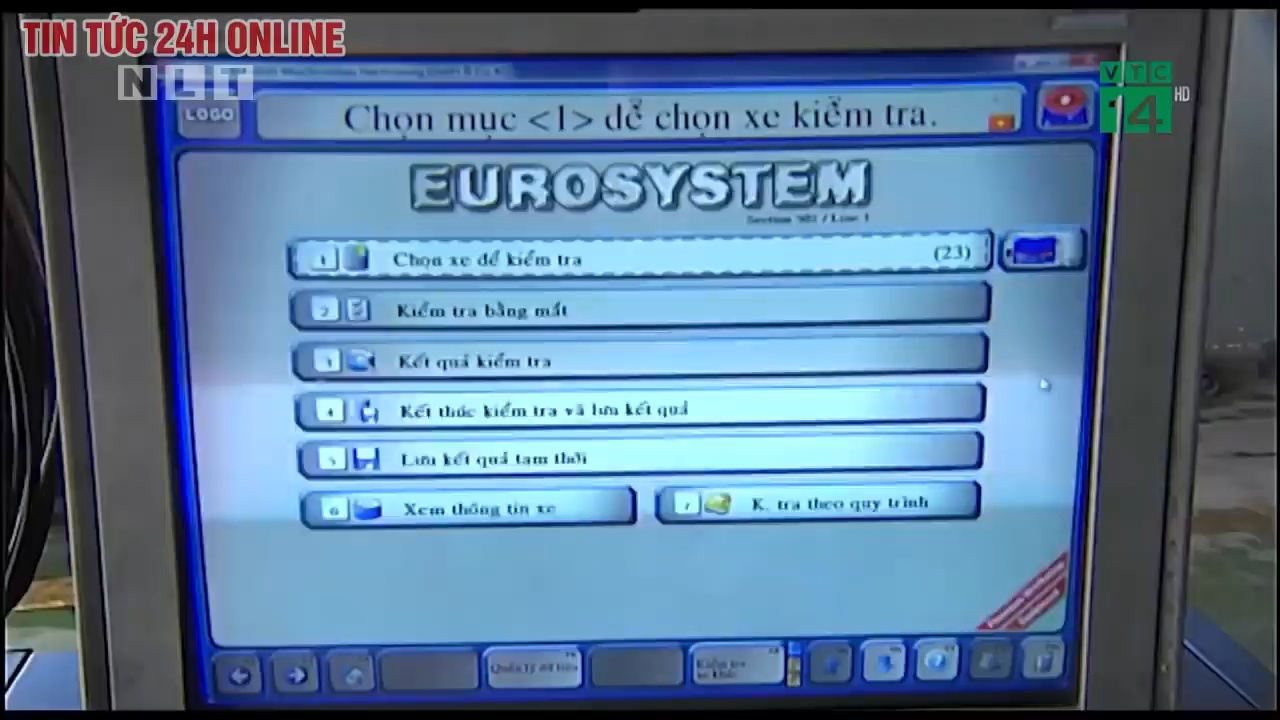 TIN TỨC 24H ONLINE
NLT
VTC
14 HD
LOGO
Chọn mục <1> để chọn xe kiểm tra.
EUROSYSTEM
1 Chọn xe để kiểm tra (23)
2 Kiểm tra bằng mắt
3 Kết quả kiểm tra
4 Kết thúc kiểm tra và lưu kết quả
5 Lưu kết quả tạm thời
6 Xem thông tin xe
7 K. tra theo quy trình